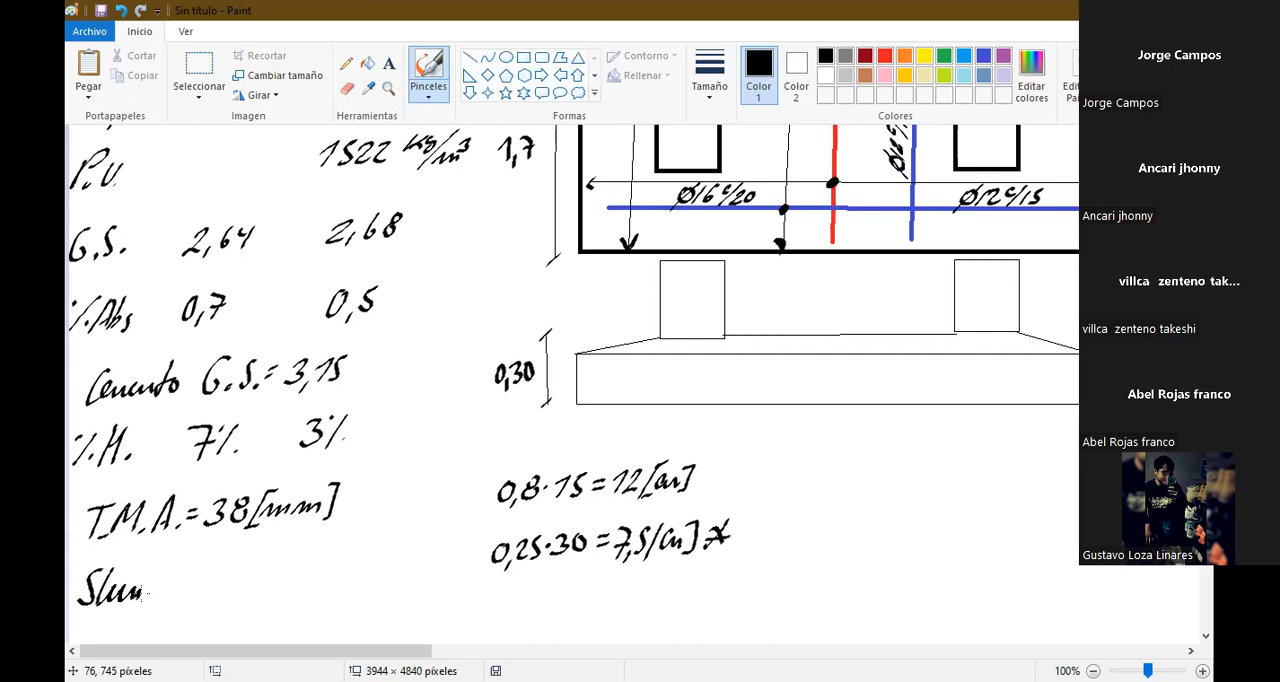 Sin título - Paint
Archivo Inicio Ver
Pegar
Cortar
Copiar
Portapapeles
Seleccionar
Recortar
Cambiar tamaño
Girar
Imagen
Herramientas
Pinceles
Contorno
Rellenar
Formas
Tamaño
Color 1
Color 2
Editar colores
Colores
P.U. 1522 Kg/m³
G.S. 2,64 2,68
%Abs 0,7 0,5
Cemento G.S.= 3,15
%H. 7% 3%
T.M.A.=38[mm]
Slum
1,7
Ø16 c/20 Ø12c/15
0,30
0,8·15=12[cm]
0,25·30=7,5[cm]
Jorge Campos
Jorge Campos
Ancari jhonny
Ancari jhonny
villca zenteno tak...
villca zenteno takeshi
Abel Rojas franco
Abel Rojas franco
Gustavo Loza Linares
76, 745 píxeles
3944 × 4840 píxeles
100%